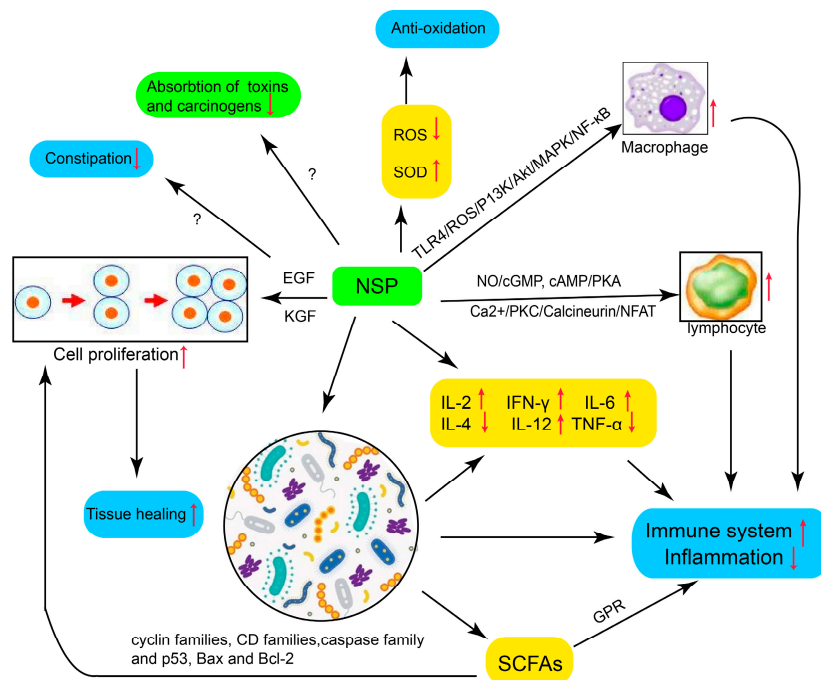 Anti-oxidation
Absorbtion of toxins
and carcinogens
ROS
SOD
Constipation
?
?
TLR4/ROS/P13K/Akt/MAPK/NF-κB
Macrophage
EGF
KGF
NSP
NO/cGMP, cAMP/PKA
Ca2+/PKC/Calcineurin/NFAT
lymphocyte
Cell proliferation
IL-2 IFN-γ IL-6
IL-4 IL-12 TNF-α
Tissue healing
Immune system
Inflammation
GPR
cyclin families, CD families,caspase family
and p53, Bax and Bcl-2
SCFAs